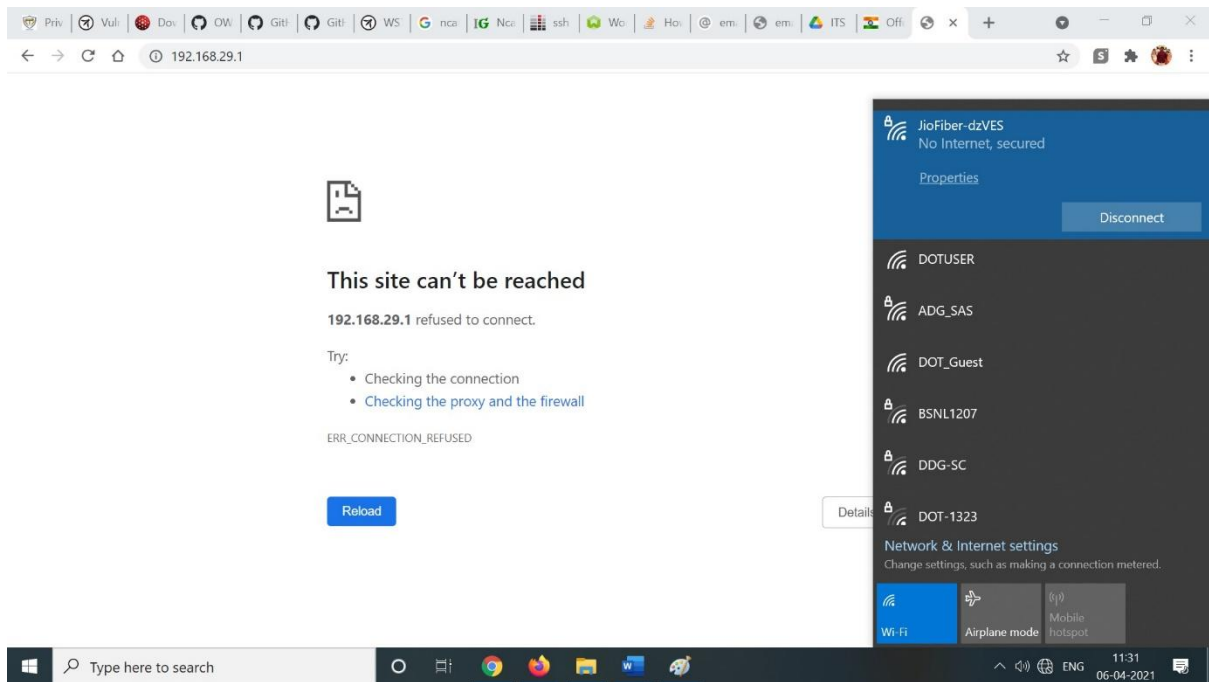 Priv
Vul
Dov
OW
Gitl
Gitl
WS
G nca
IG Nca
ssh
Wo
Hov
@ em
em
ITS
Off
192.168.29.1
JioFiber-dzVES
No Internet, secured
Properties
Disconnect
DOTUSER
This site can't be reached
ADG_SAS
192.168.29.1 refused to connect.
Try:
DOT_Guest
• Checking the connection
• Checking the proxy and the firewall
BSNL1207
ERR_CONNECTION_REFUSED
DDG-SC
Reload
Details
DOT-1323
Network & Internet settings
Change settings, such as making a connection metered.
Wi-Fi
Airplane mode
Mobile
hotspot
Type here to search
ENG
11:31
06-04-2021